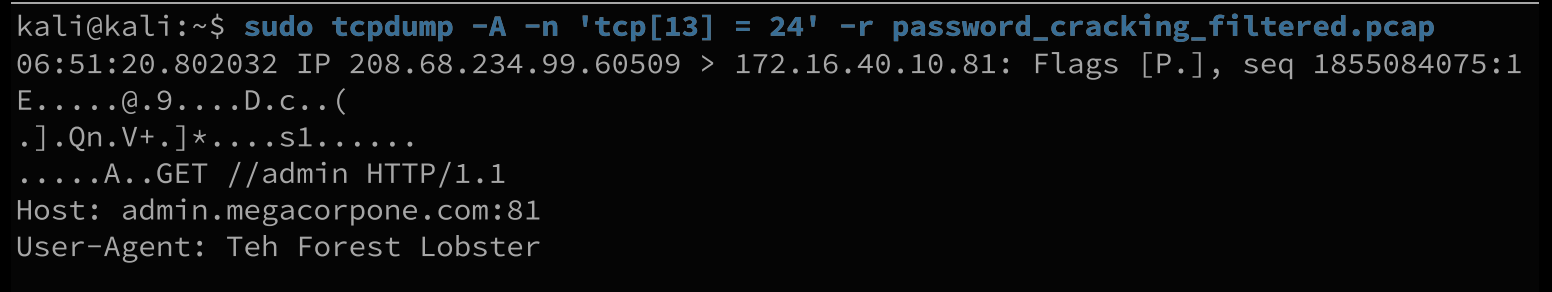 kali@kali:~$ sudo tcpdump -A -n 'tcp[13] = 24' -r password_cracking_filtered.pcap
06:51:20.802032 IP 208.68.234.99.60509 > 172.16.40.10.81: Flags [P.], seq 1855084075:1
E.....@.9....D.c..(
.].Qn.V+.]*....s1......
.....A..GET //admin HTTP/1.1
Host: admin.megacorpone.com:81
User-Agent: Teh Forest Lobster